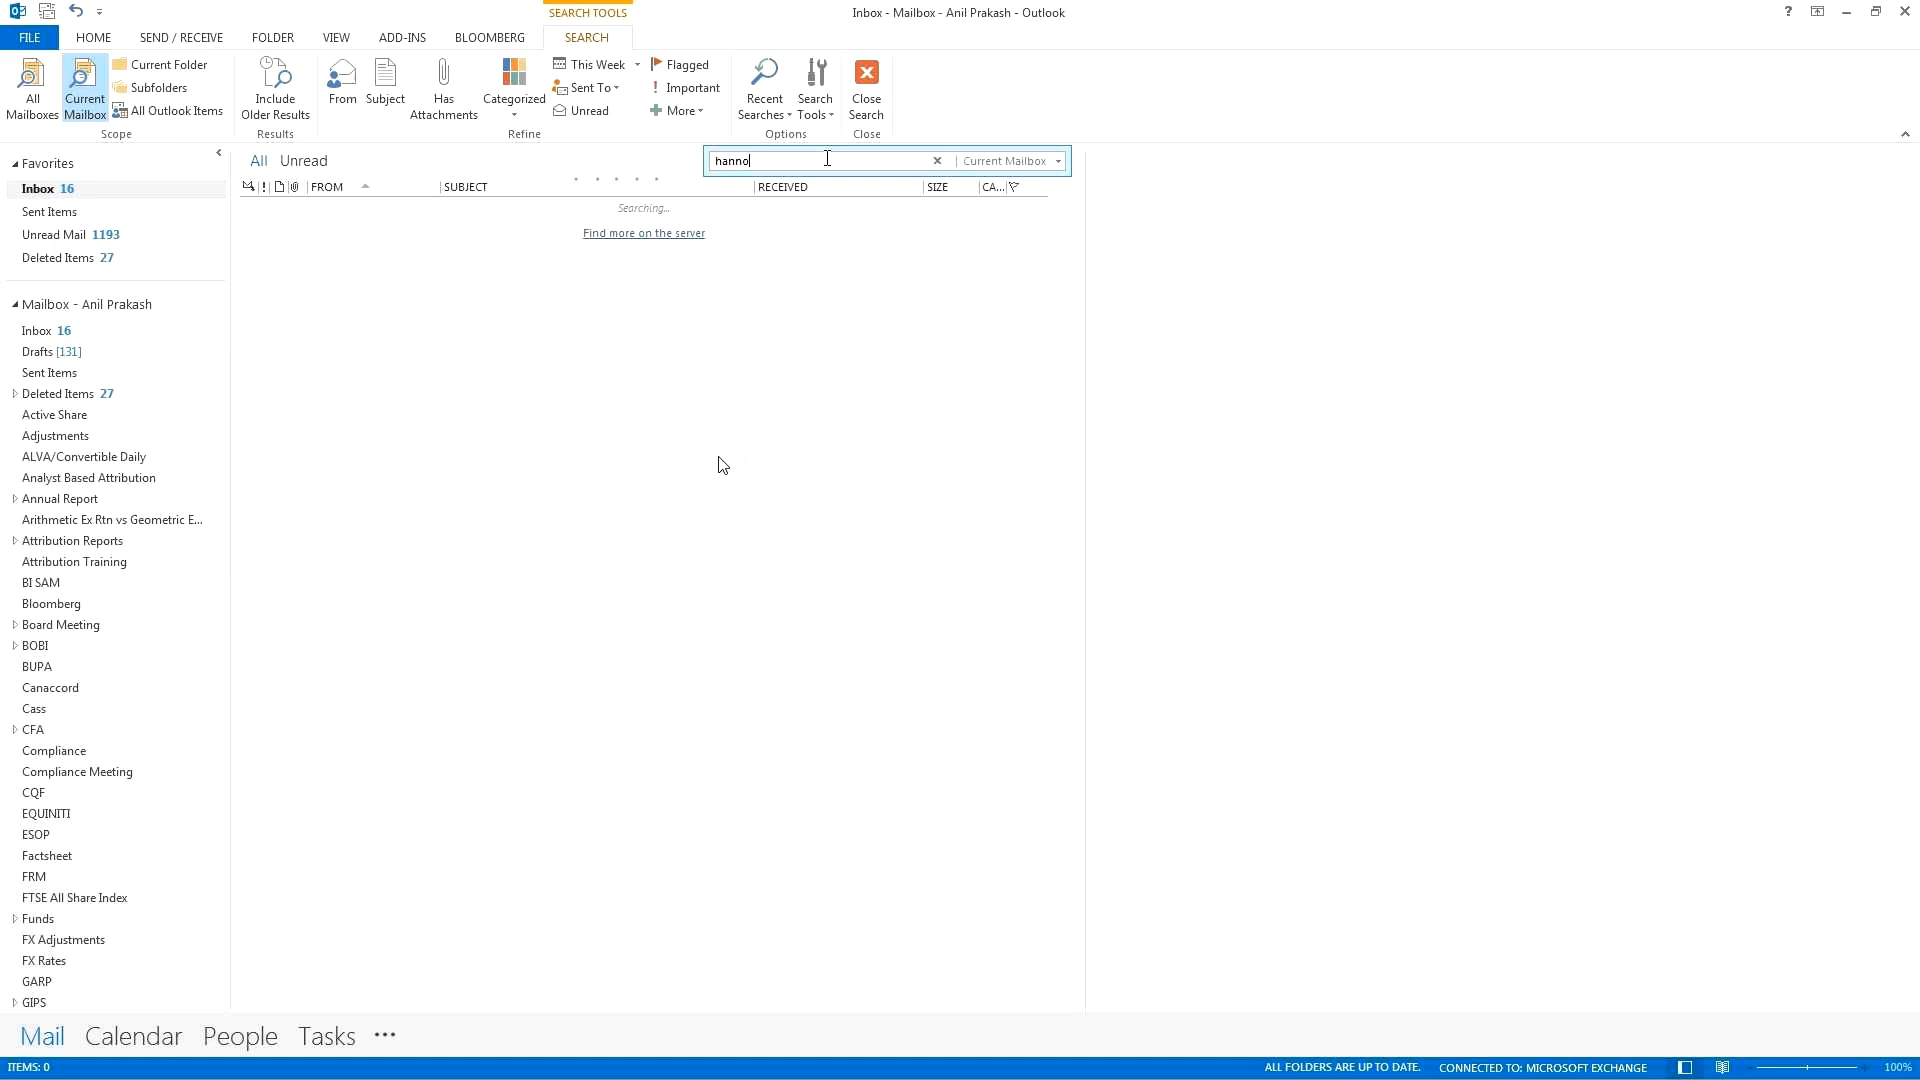 SEARCH TOOLS
Inbox - Mailbox - Anil Prakash - Outlook
?
FILE HOME SEND / RECEIVE FOLDER VIEW ADD-INS BLOOMBERG SEARCH
All Mailboxes
Current Mailbox
Current Folder
Subfolders
All Outlook Items
Scope
Include Older Results
Results
From
Subject
Has Attachments
Categorized
This Week
Sent To
Unread
Flagged
! Important
More
Refine
Recent Searches
Search Tools
Options
Close Search
Close
Favorites
Inbox 16
Sent Items
Unread Mail 1193
Deleted Items 27
Mailbox - Anil Prakash
Inbox 16
Drafts [131]
Sent Items
Deleted Items 27
Active Share
Adjustments
ALVA/Convertible Daily
Analyst Based Attribution
Annual Report
Arithmetic Ex Rtn vs Geometric E...
Attribution Reports
Attribution Training
BI SAM
Bloomberg
Board Meeting
BOBI
BUPA
Canaccord
Cass
CFA
Compliance
Compliance Meeting
CQF
EQUINITI
ESOP
Factsheet
FRM
FTSE All Share Index
Funds
FX Adjustments
FX Rates
GARP
GIPS
All Unread
hanno
Current Mailbox
! FROM SUBJECT RECEIVED SIZE CA...
Searching...
Find more on the server
Mail Calendar People Tasks ...
ITEMS: 0
ALL FOLDERS ARE UP TO DATE. CONNECTED TO: MICROSOFT EXCHANGE 100%